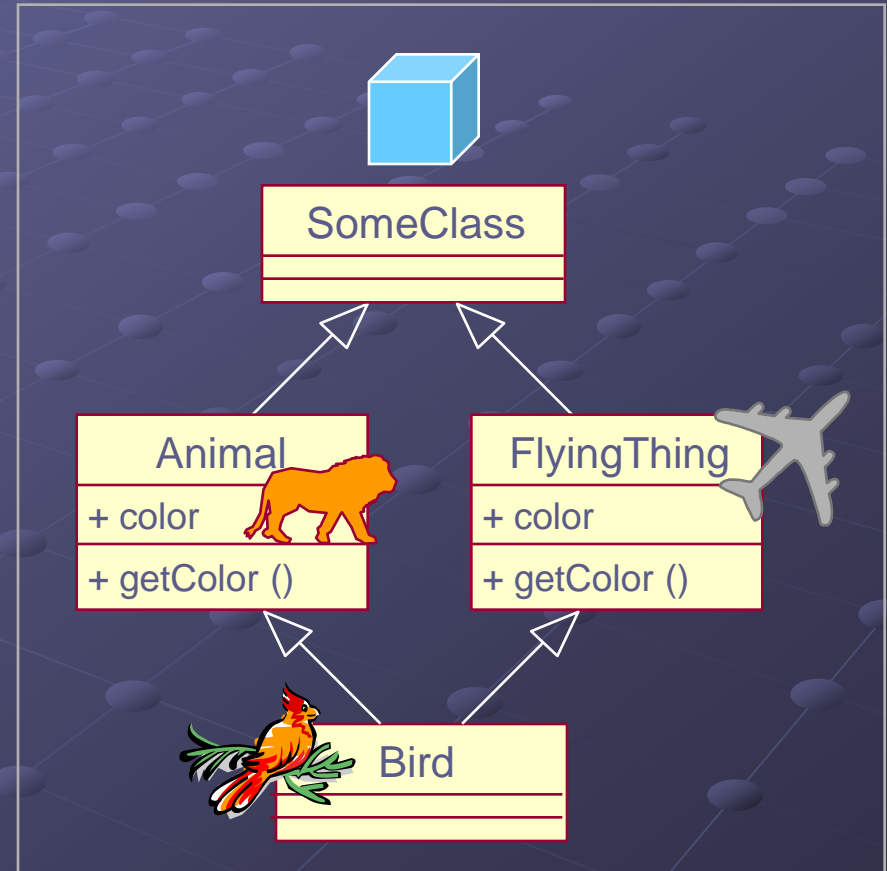 SomeClass
Animal
+ color
+ getColor ()
FlyingThing
+ color
+ getColor ()
Bird